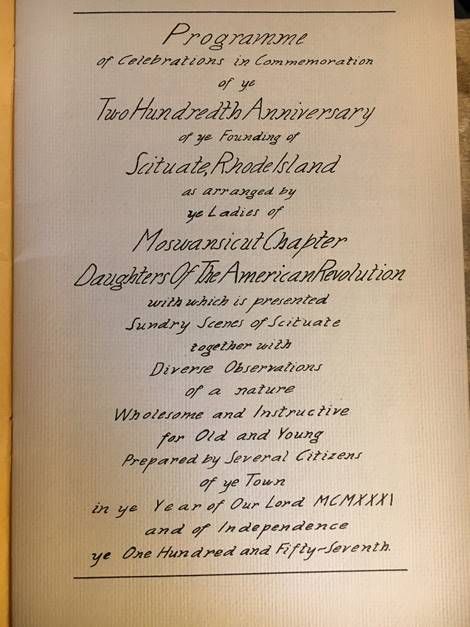 Programme
of Celebrations in Commemoration
of ye
Two Hundredth Anniversary
of ye Founding of
Scituate, Rhode Island
as arranged by
ye Ladies of
Moswansicut Chapter
Daughters Of The American Revolution
with which is presented
Sundry Scenes of Scituate
together with
Diverse Observations
of a nature
Wholesome and Instructive
for Old and Young
Prepared by Several Citizens
of ye Town
in ye Year of Our Lord MCMXXXI
and of Independence
ye One Hundred and Fifty-Seventh.